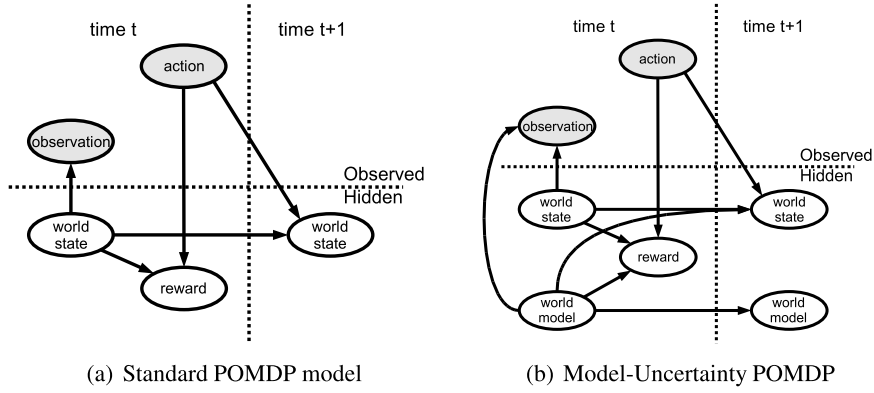 time t
time t+1
action
observation
Observed
Hidden
world
state
world
state
reward
(a) Standard POMDP model
time t
time t+1
action
observation
Observed
Hidden
world
state
world
state
reward
world
model
world
model
(b) Model-Uncertainty POMDP